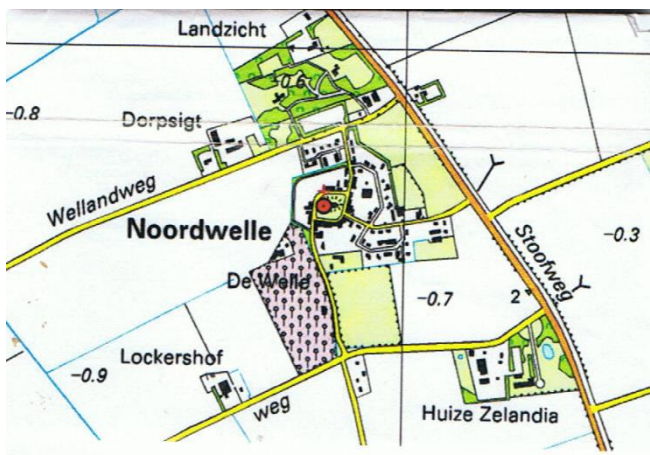 Landzicht
-0.6
-0.8
Dorpsigt
Wellandweg
Noordwelle
Stoofweg
-0.3
De Welle
-0.7
2
Lockershof
-0.9
weg
Huize Zelandia